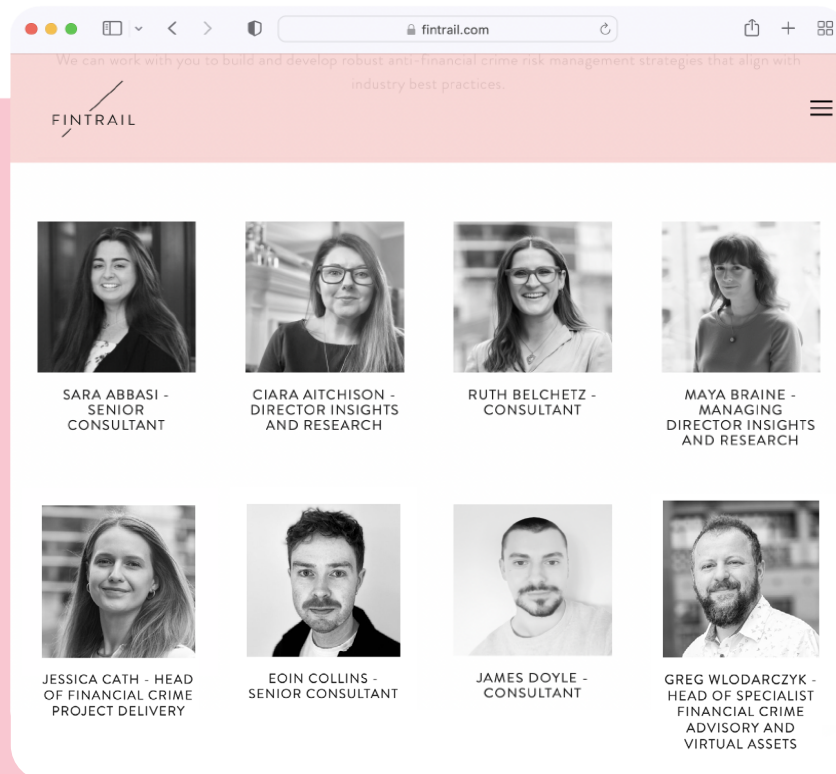 fintrail.com
We can work with you to build and develop robust anti-financial crime risk management strategies that align with
industry best practices.
FINTRAIL
SARA ABBASI -
SENIOR
CONSULTANT
CIARA AITCHISON -
DIRECTOR INSIGHTS
AND RESEARCH
RUTH BELCHETZ -
CONSULTANT
MAYA BRAINE -
MANAGING
DIRECTOR INSIGHTS
AND RESEARCH
JESSICA CATH - HEAD
OF FINANCIAL CRIME
PROJECT DELIVERY
EOIN COLLINS -
SENIOR CONSULTANT
JAMES DOYLE -
CONSULTANT
GREG WLODARCZYK -
HEAD OF SPECIALIST
FINANCIAL CRIME
ADVISORY AND
VIRTUAL ASSETS